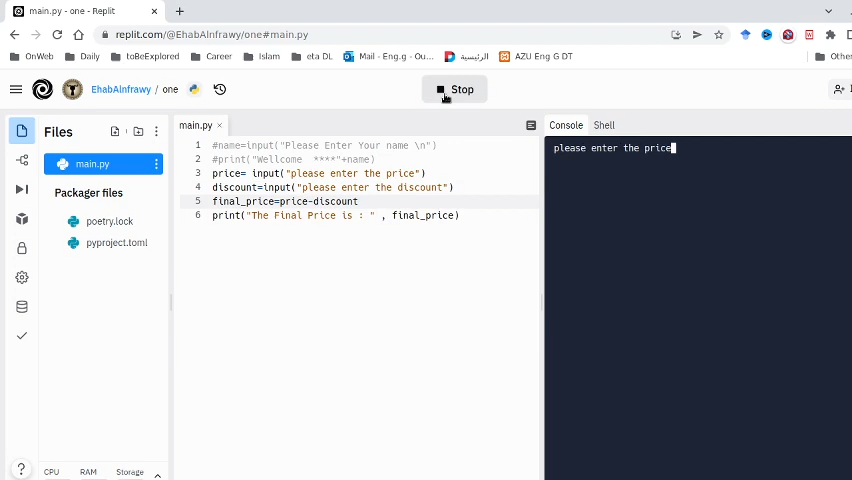 main.py - one - Replit
replit.com/@EhabAlnfrawy/one#main.py
OnWeb Daily toBeExplored Career Islam eta DL Mail - Eng.g - Ou... الرئيسية AZU Eng G DT Other
EhabAlnfrawy / one Stop
Files
main.py
Packager files
poetry.lock
pyproject.toml
CPU RAM Storage
main.py
1 #name=input("Please Enter Your name \n")
2 #print("Wellcome ****"+name)
3 price= input("please enter the price")
4 discount=input("please enter the discount")
5 final_price=price-discount
6 print("The Final Price is : " , final_price)
Console Shell
please enter the price